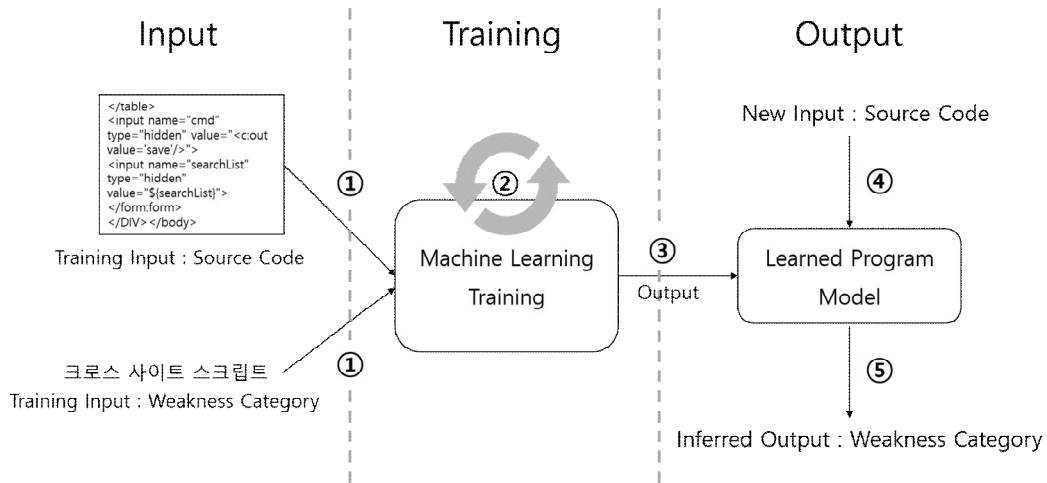 Input
Training
Output
</table>
<input name="cmd"
type="hidden" value="<c:out
value='save'/>">
<input name="searchList"
type="hidden"
value="${searchList}">
</form:form>
</DIV></body>
Training Input : Source Code
①
크로스 사이트 스크립트
Training Input : Weakness Category
①
②
Machine Learning
Training
③
Output
New Input : Source Code
④
Learned Program
Model
⑤
Inferred Output : Weakness Category